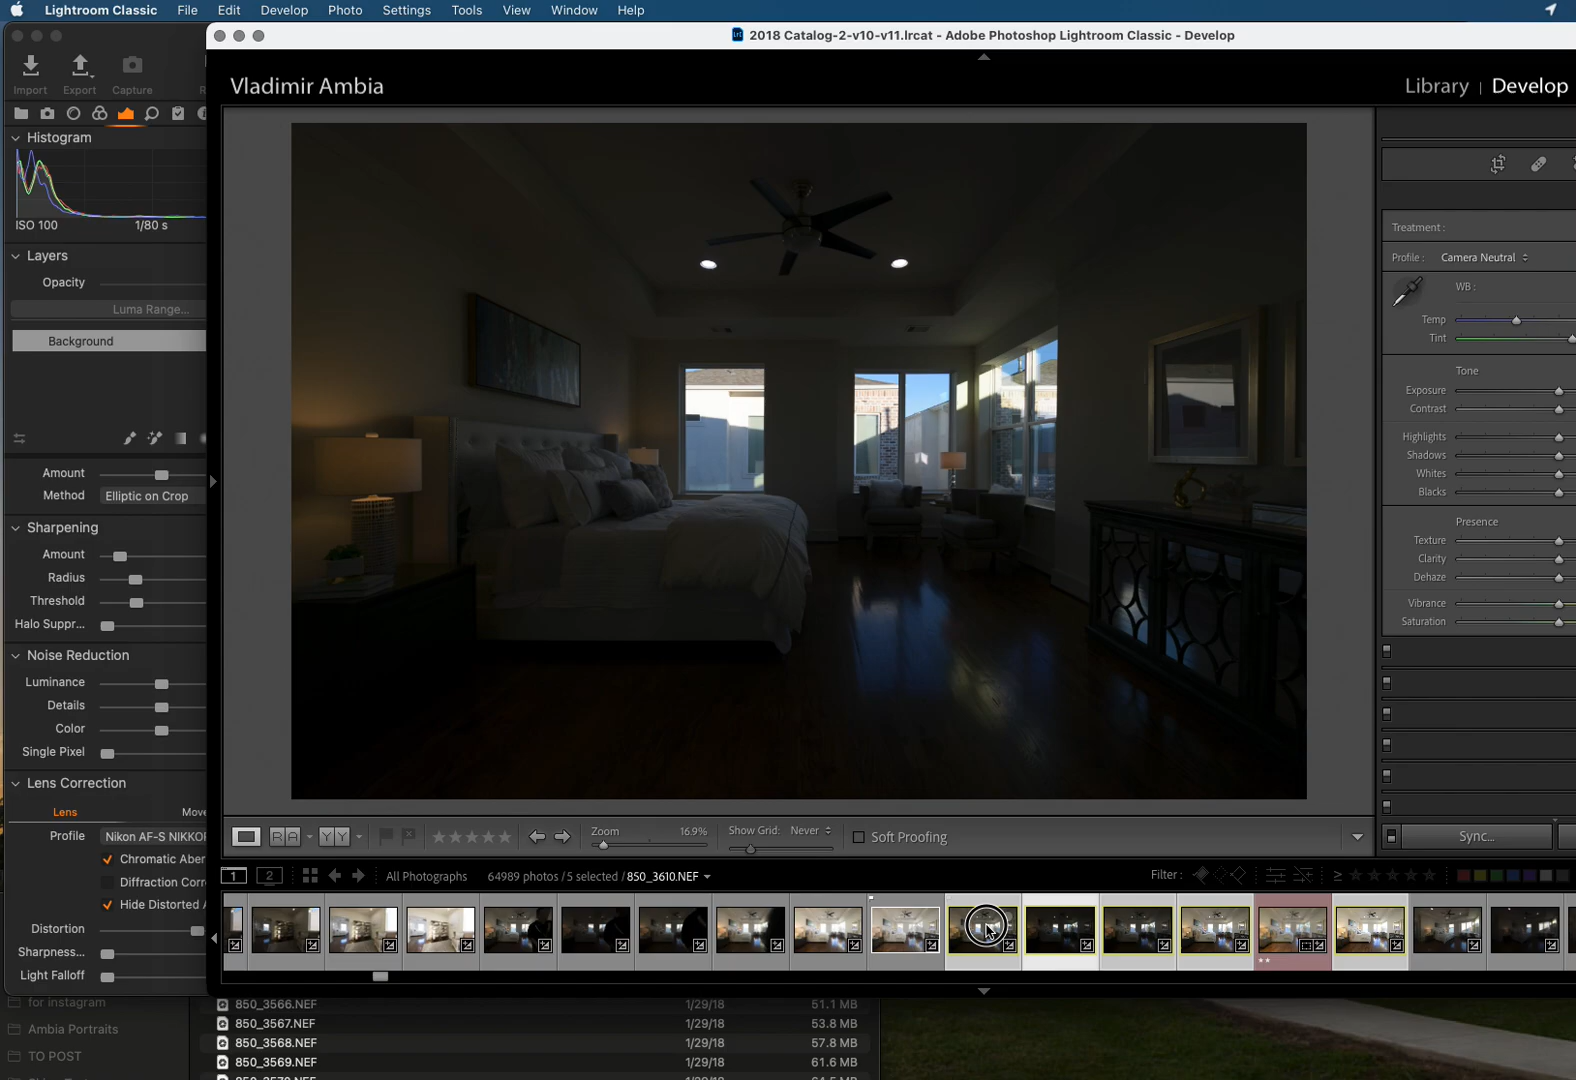 Lightroom Classic File Edit Develop Photo Settings Tools View Window Help
2018 Catalog-2-v10-v11.lrcat - Adobe Photoshop Lightroom Classic - Develop
Import Export Capture
Vladimir Ambia
Library | Develop
Histogram
ISO 100 1/80 s
Layers
Opacity
Luma Range...
Background
Amount
Method Elliptic on Crop
Sharpening
Amount
Radius
Threshold
Halo Suppr...
Noise Reduction
Luminance
Details
Color
Single Pixel
Lens Correction
Lens Move
Profile Nikon AF-S NIKKOR
Chromatic Aber
Diffraction Corr
Hide Distorted A
Distortion
Sharpness...
Light Falloff
Treatment :
Profile : Camera Neutral
WB :
Temp
Tint
Tone
Exposure
Contrast
Highlights
Shadows
Whites
Blacks
Presence
Texture
Clarity
Dehaze
Vibrance
Saturation
R A Y Y Zoom 16.9% Show Grid: Never Soft Proofing
Sync...
1 2 All Photographs 64989 photos / 5 selected / 850_3610.NEF Filter :
for instagram
Ambia Portraits
TO POST
850_3566.NEF 1/29/18 51.1 MB
850_3567.NEF 1/29/18 53.8 MB
850_3568.NEF 1/29/18 57.8 MB
850_3569.NEF 1/29/18 61.6 MB